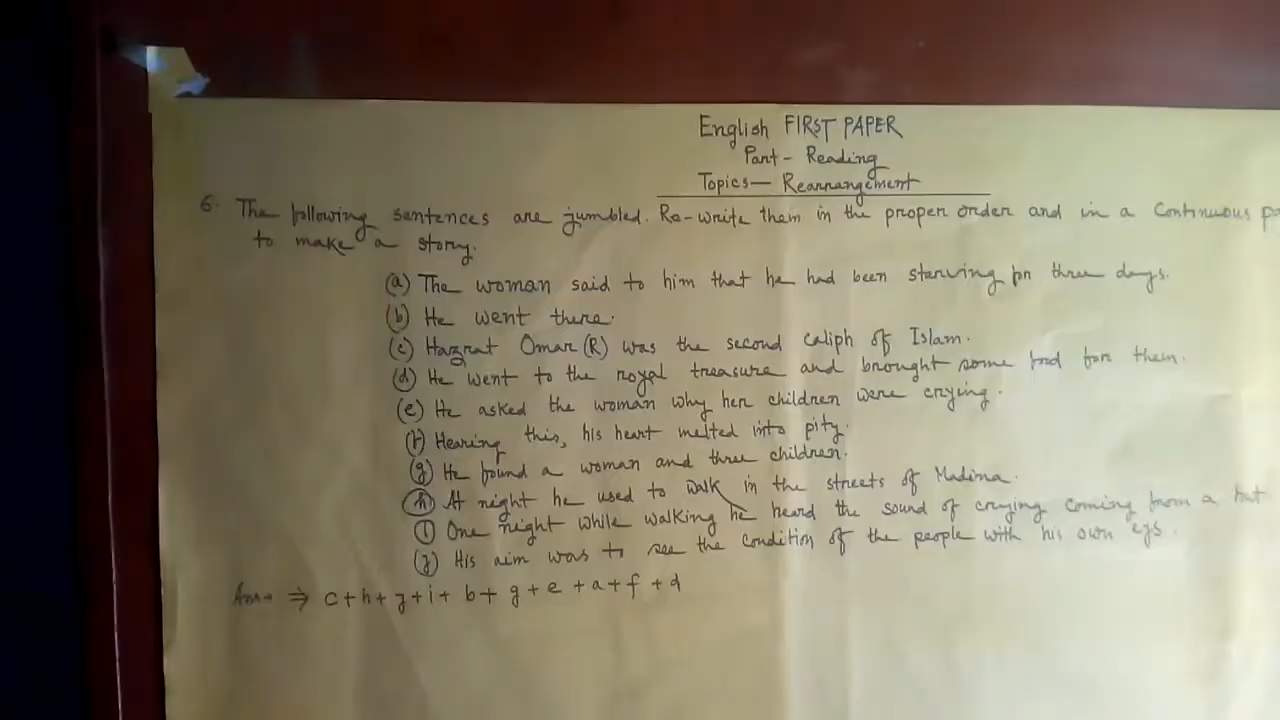 English FIRST PAPER
Part - Reading
Topics — Rearrangement
6. The following sentences are jumbled. Re-write them in the proper order and in a continuous
to make a story.
(a) The woman said to him that he had been starving for three days.
(b) He went there.
(c) Hazrat Omar (R) was the second caliph of Islam.
(d) He went to the royal treasure and brought some food for them.
(e) He asked the woman why her children were crying.
(f) Hearing this, his heart melted into pity.
(g) He found a woman and three children.
(h) At night he used to walk in the streets of Madina.
(i) One night while walking he heard the sound of crying coming from a hut
(j) His aim was to see the condition of the people with his own
Ans ⇒ c+h+j+i+ b+ g+e +a+f +d